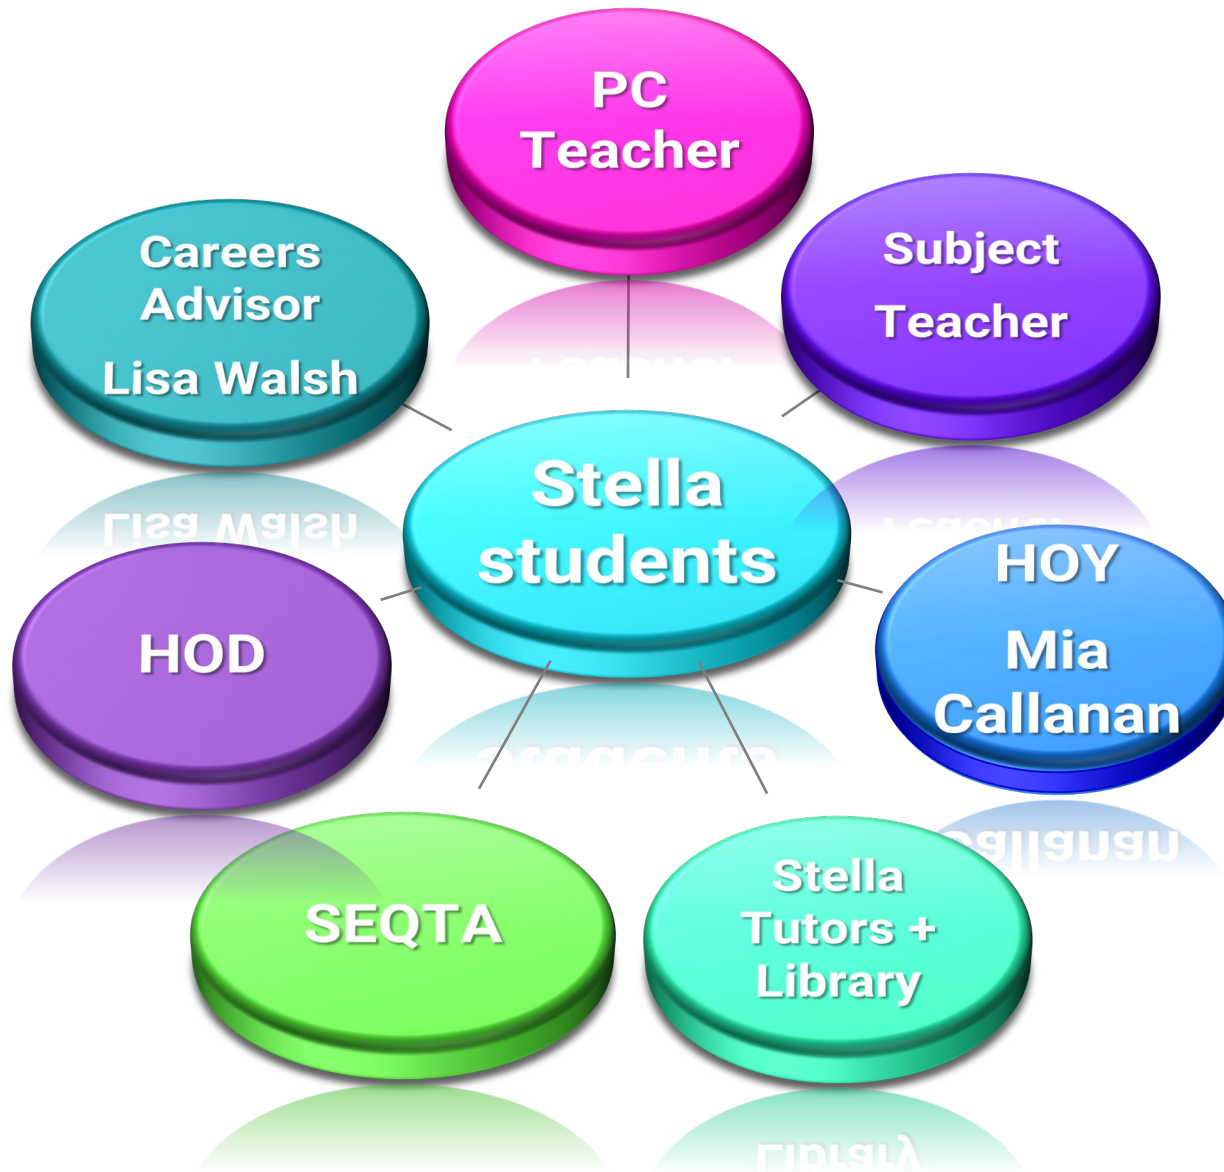 PC
Teacher
Subject
Teacher
Careers
Advisor
Lisa Walsh
Stella
students
HOY
Mia
Callanan
HOD
SEQTA
Stella
Tutors +
Library